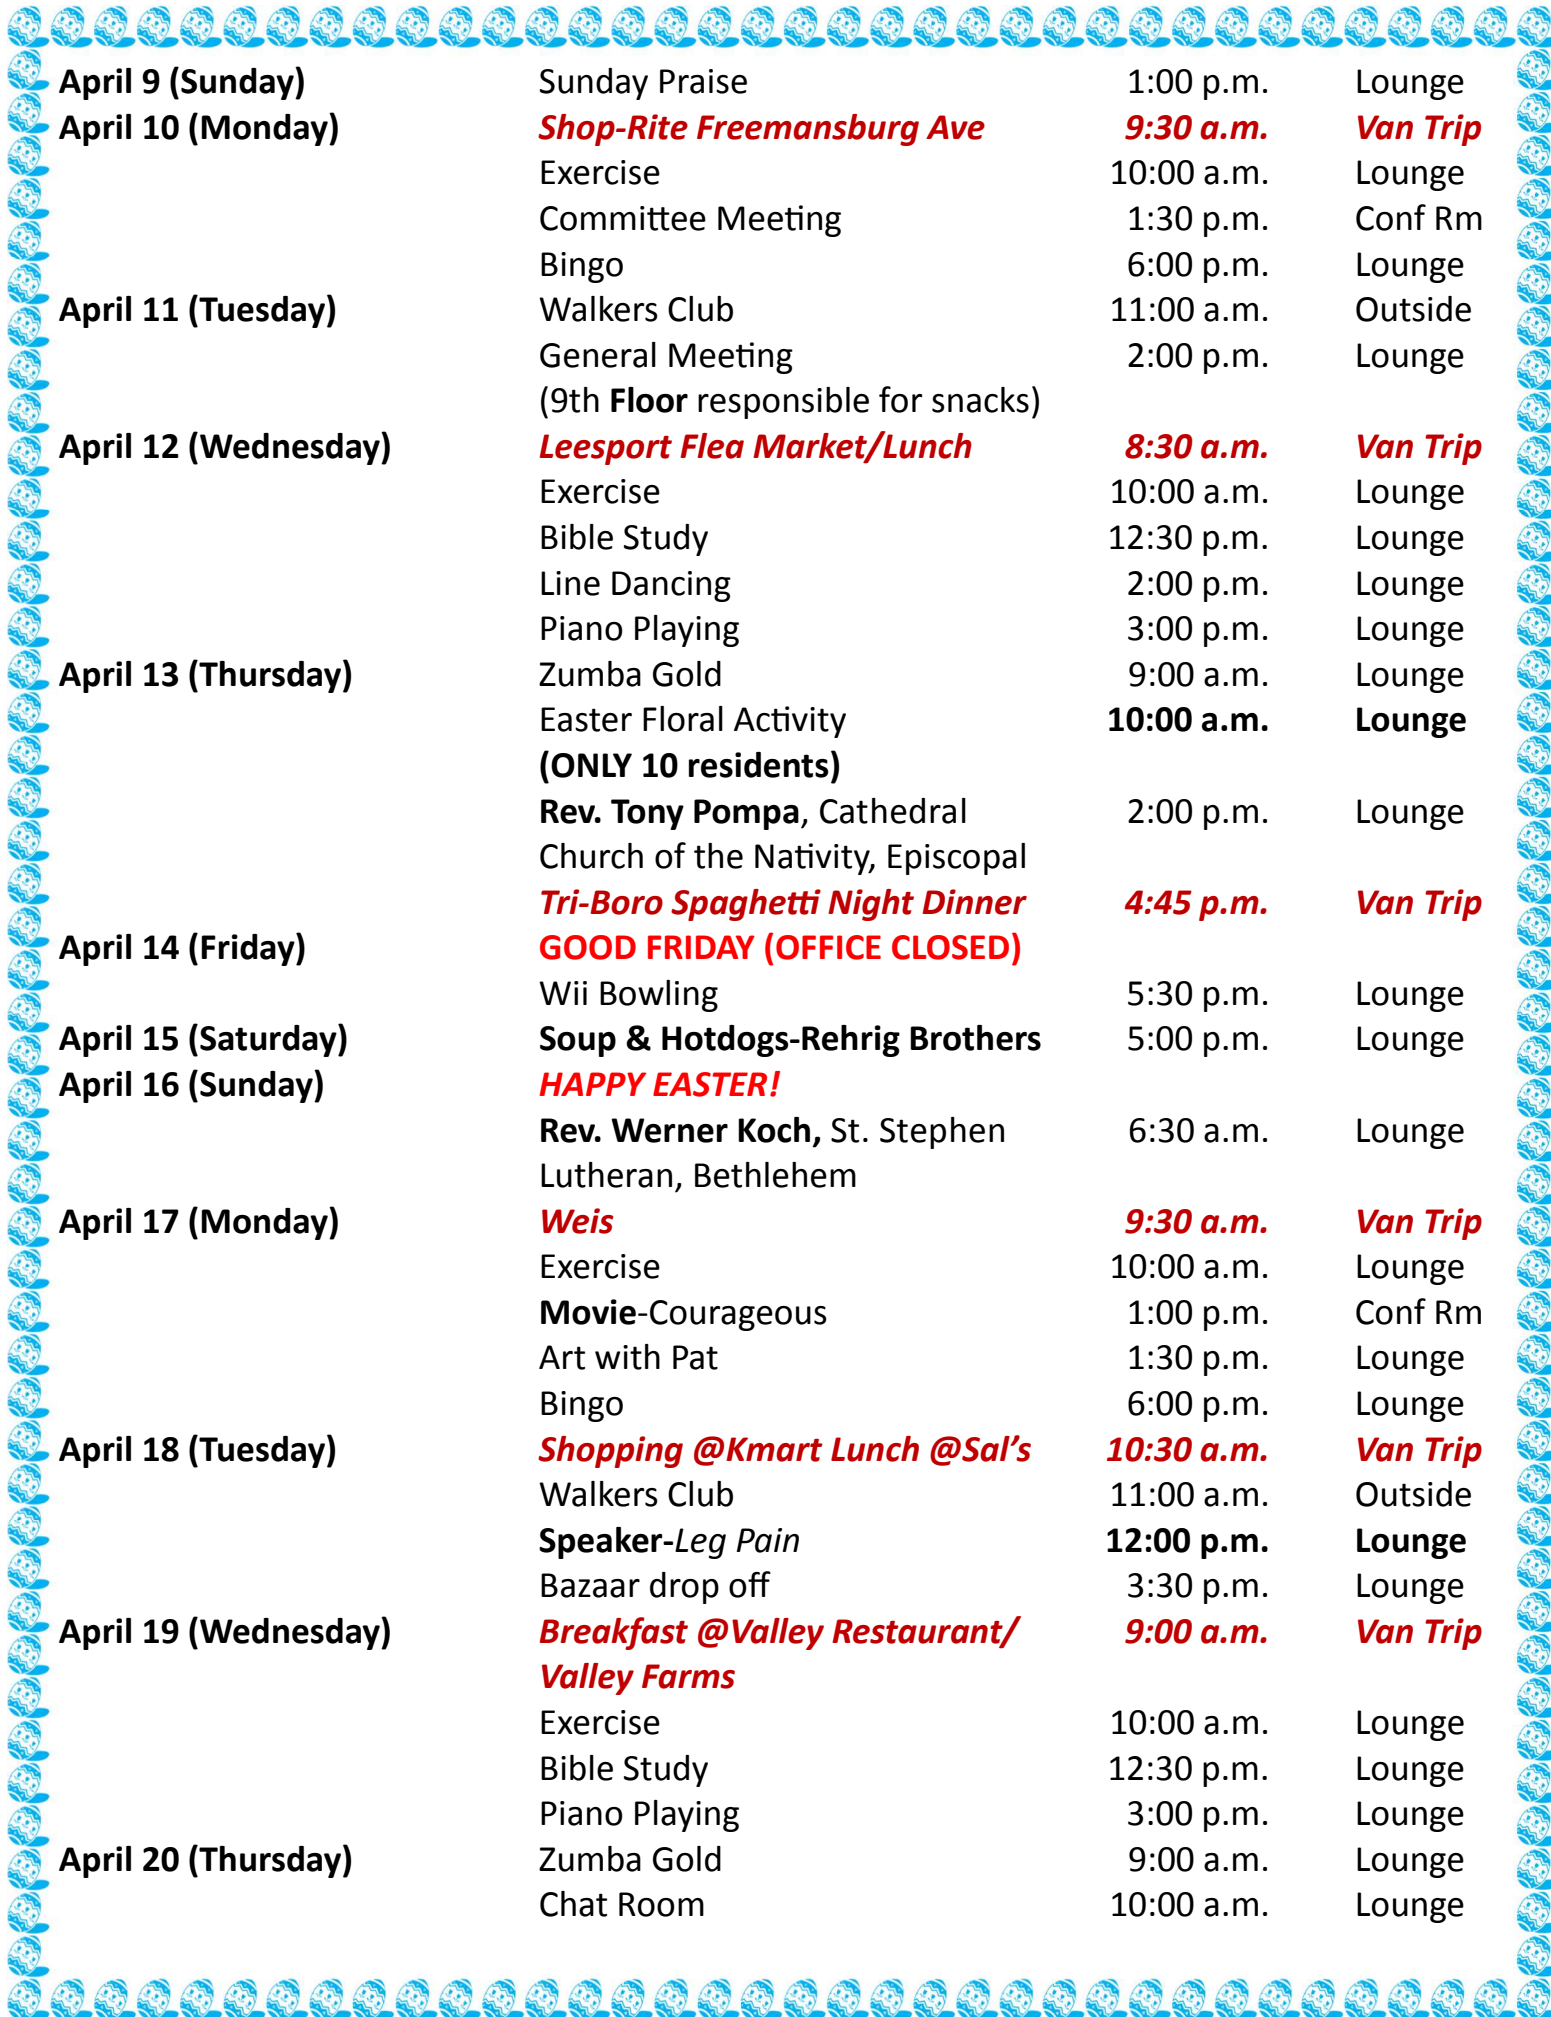 April 9 (Sunday) Sunday Praise 1:00 p.m. Lounge
April 10 (Monday) Shop-Rite Freemansburg Ave 9:30 a.m. Van Trip
Exercise 10:00 a.m. Lounge
Committee Meeting 1:30 p.m. Conf Rm
Bingo 6:00 p.m. Lounge
April 11 (Tuesday) Walkers Club 11:00 a.m. Outside
General Meeting 2:00 p.m. Lounge
(9th Floor responsible for snacks)
April 12 (Wednesday) Leesport Flea Market/Lunch 8:30 a.m. Van Trip
Exercise 10:00 a.m. Lounge
Bible Study 12:30 p.m. Lounge
Line Dancing 2:00 p.m. Lounge
Piano Playing 3:00 p.m. Lounge
April 13 (Thursday) Zumba Gold 9:00 a.m. Lounge
Easter Floral Activity 10:00 a.m. Lounge
(ONLY 10 residents)
Rev. Tony Pompa, Cathedral 2:00 p.m. Lounge
Church of the Nativity, Episcopal
Tri-Boro Spaghetti Night Dinner 4:45 p.m. Van Trip
April 14 (Friday) GOOD FRIDAY (OFFICE CLOSED)
Wii Bowling 5:30 p.m. Lounge
April 15 (Saturday) Soup & Hotdogs-Rehrig Brothers 5:00 p.m. Lounge
April 16 (Sunday) HAPPY EASTER!
Rev. Werner Koch, St. Stephen 6:30 a.m. Lounge
Lutheran, Bethlehem
April 17 (Monday) Weis 9:30 a.m. Van Trip
Exercise 10:00 a.m. Lounge
Movie-Courageous 1:00 p.m. Conf Rm
Art with Pat 1:30 p.m. Lounge
Bingo 6:00 p.m. Lounge
April 18 (Tuesday) Shopping @Kmart Lunch @Sal’s 10:30 a.m. Van Trip
Walkers Club 11:00 a.m. Outside
Speaker-Leg Pain 12:00 p.m. Lounge
Bazaar drop off 3:30 p.m. Lounge
April 19 (Wednesday) Breakfast @Valley Restaurant/ 9:00 a.m. Van Trip
Valley Farms
Exercise 10:00 a.m. Lounge
Bible Study 12:30 p.m. Lounge
Piano Playing 3:00 p.m. Lounge
April 20 (Thursday) Zumba Gold 9:00 a.m. Lounge
Chat Room 10:00 a.m. Lounge